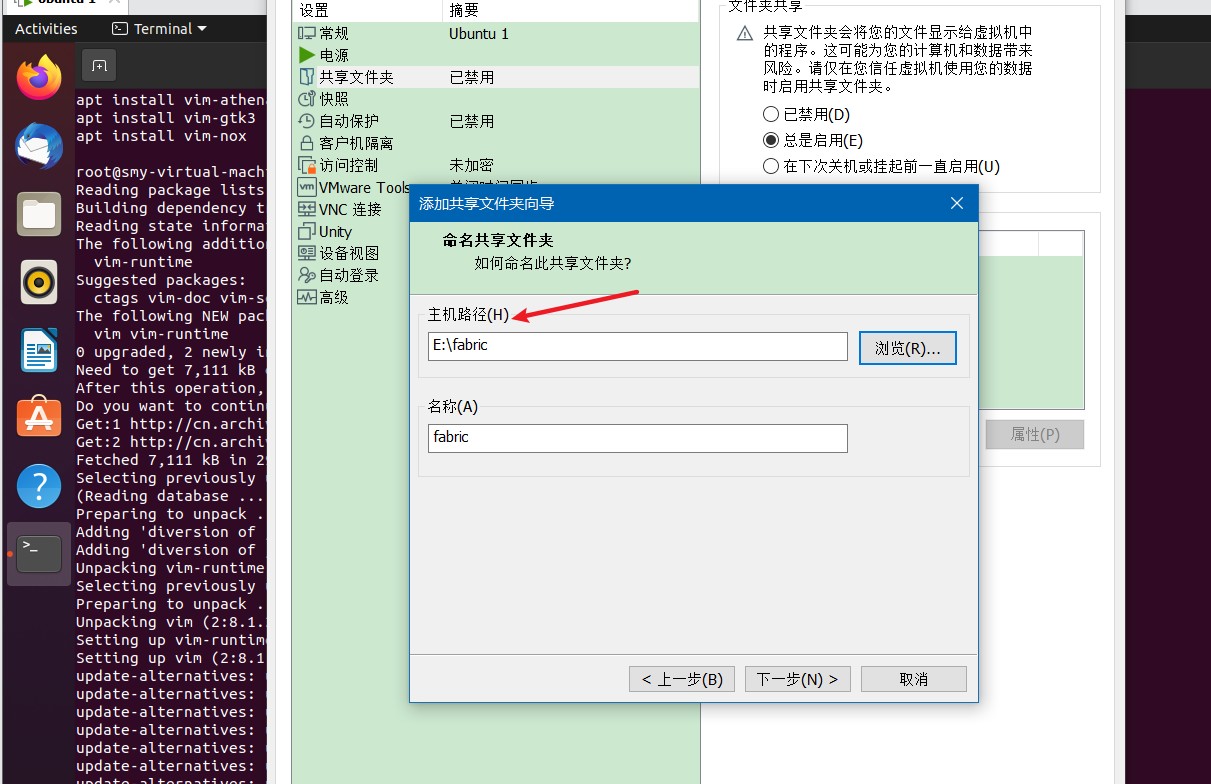 Ubuntu 1
Activities
Terminal
apt install vim-athen
apt install vim-gtk3
apt install vim-nox
root@smy-virtual-mach
Reading package lists
Building dependency t
Reading state informa
The following addition
vim-runtime
Suggested packages:
ctags vim-doc vim-s
The following NEW pac
vim vim-runtime
0 upgraded, 2 newly i
Need to get 7,111 kB
After this operation,
Do you want to contin
Get:1 http://cn.archiv
Get:2 http://cn.archiv
Fetched 7,111 kB in 2
Selecting previously
(Reading database ...
Preparing to unpack .
Adding 'diversion of
Adding 'diversion of
Unpacking vim-runtime
Selecting previously
Preparing to unpack .
Unpacking vim (2:8.1.
Setting up vim-runtime
Setting up vim (2:8.1
update-alternatives:
update-alternatives:
update-alternatives:
update-alternatives:
update-alternatives:
update-alternatives:
update-alternatives:
设置 摘要
常规 Ubuntu 1
电源
共享文件夹 已禁用
快照
自动保护 已禁用
客户机隔离
访问控制 未加密
VMware Tools 关闭时间同步
VNC 连接
Unity
设备视图
自动登录
高级
文件夹共享
共享文件夹会将您的文件显示给虚拟机中
的程序。这可能为您的计算机和数据带来
风险。请仅在您信任虚拟机使用您的数据
时启用共享文件夹。
已禁用(D)
总是启用(E)
在下次关机或挂起前一直启用(U)
属性(P)
添加共享文件夹向导
命名共享文件夹
如何命名此共享文件夹?
主机路径(H)
E:\fabric
浏览(R)...
名称(A)
fabric
< 上一步(B) 下一步(N) > 取消